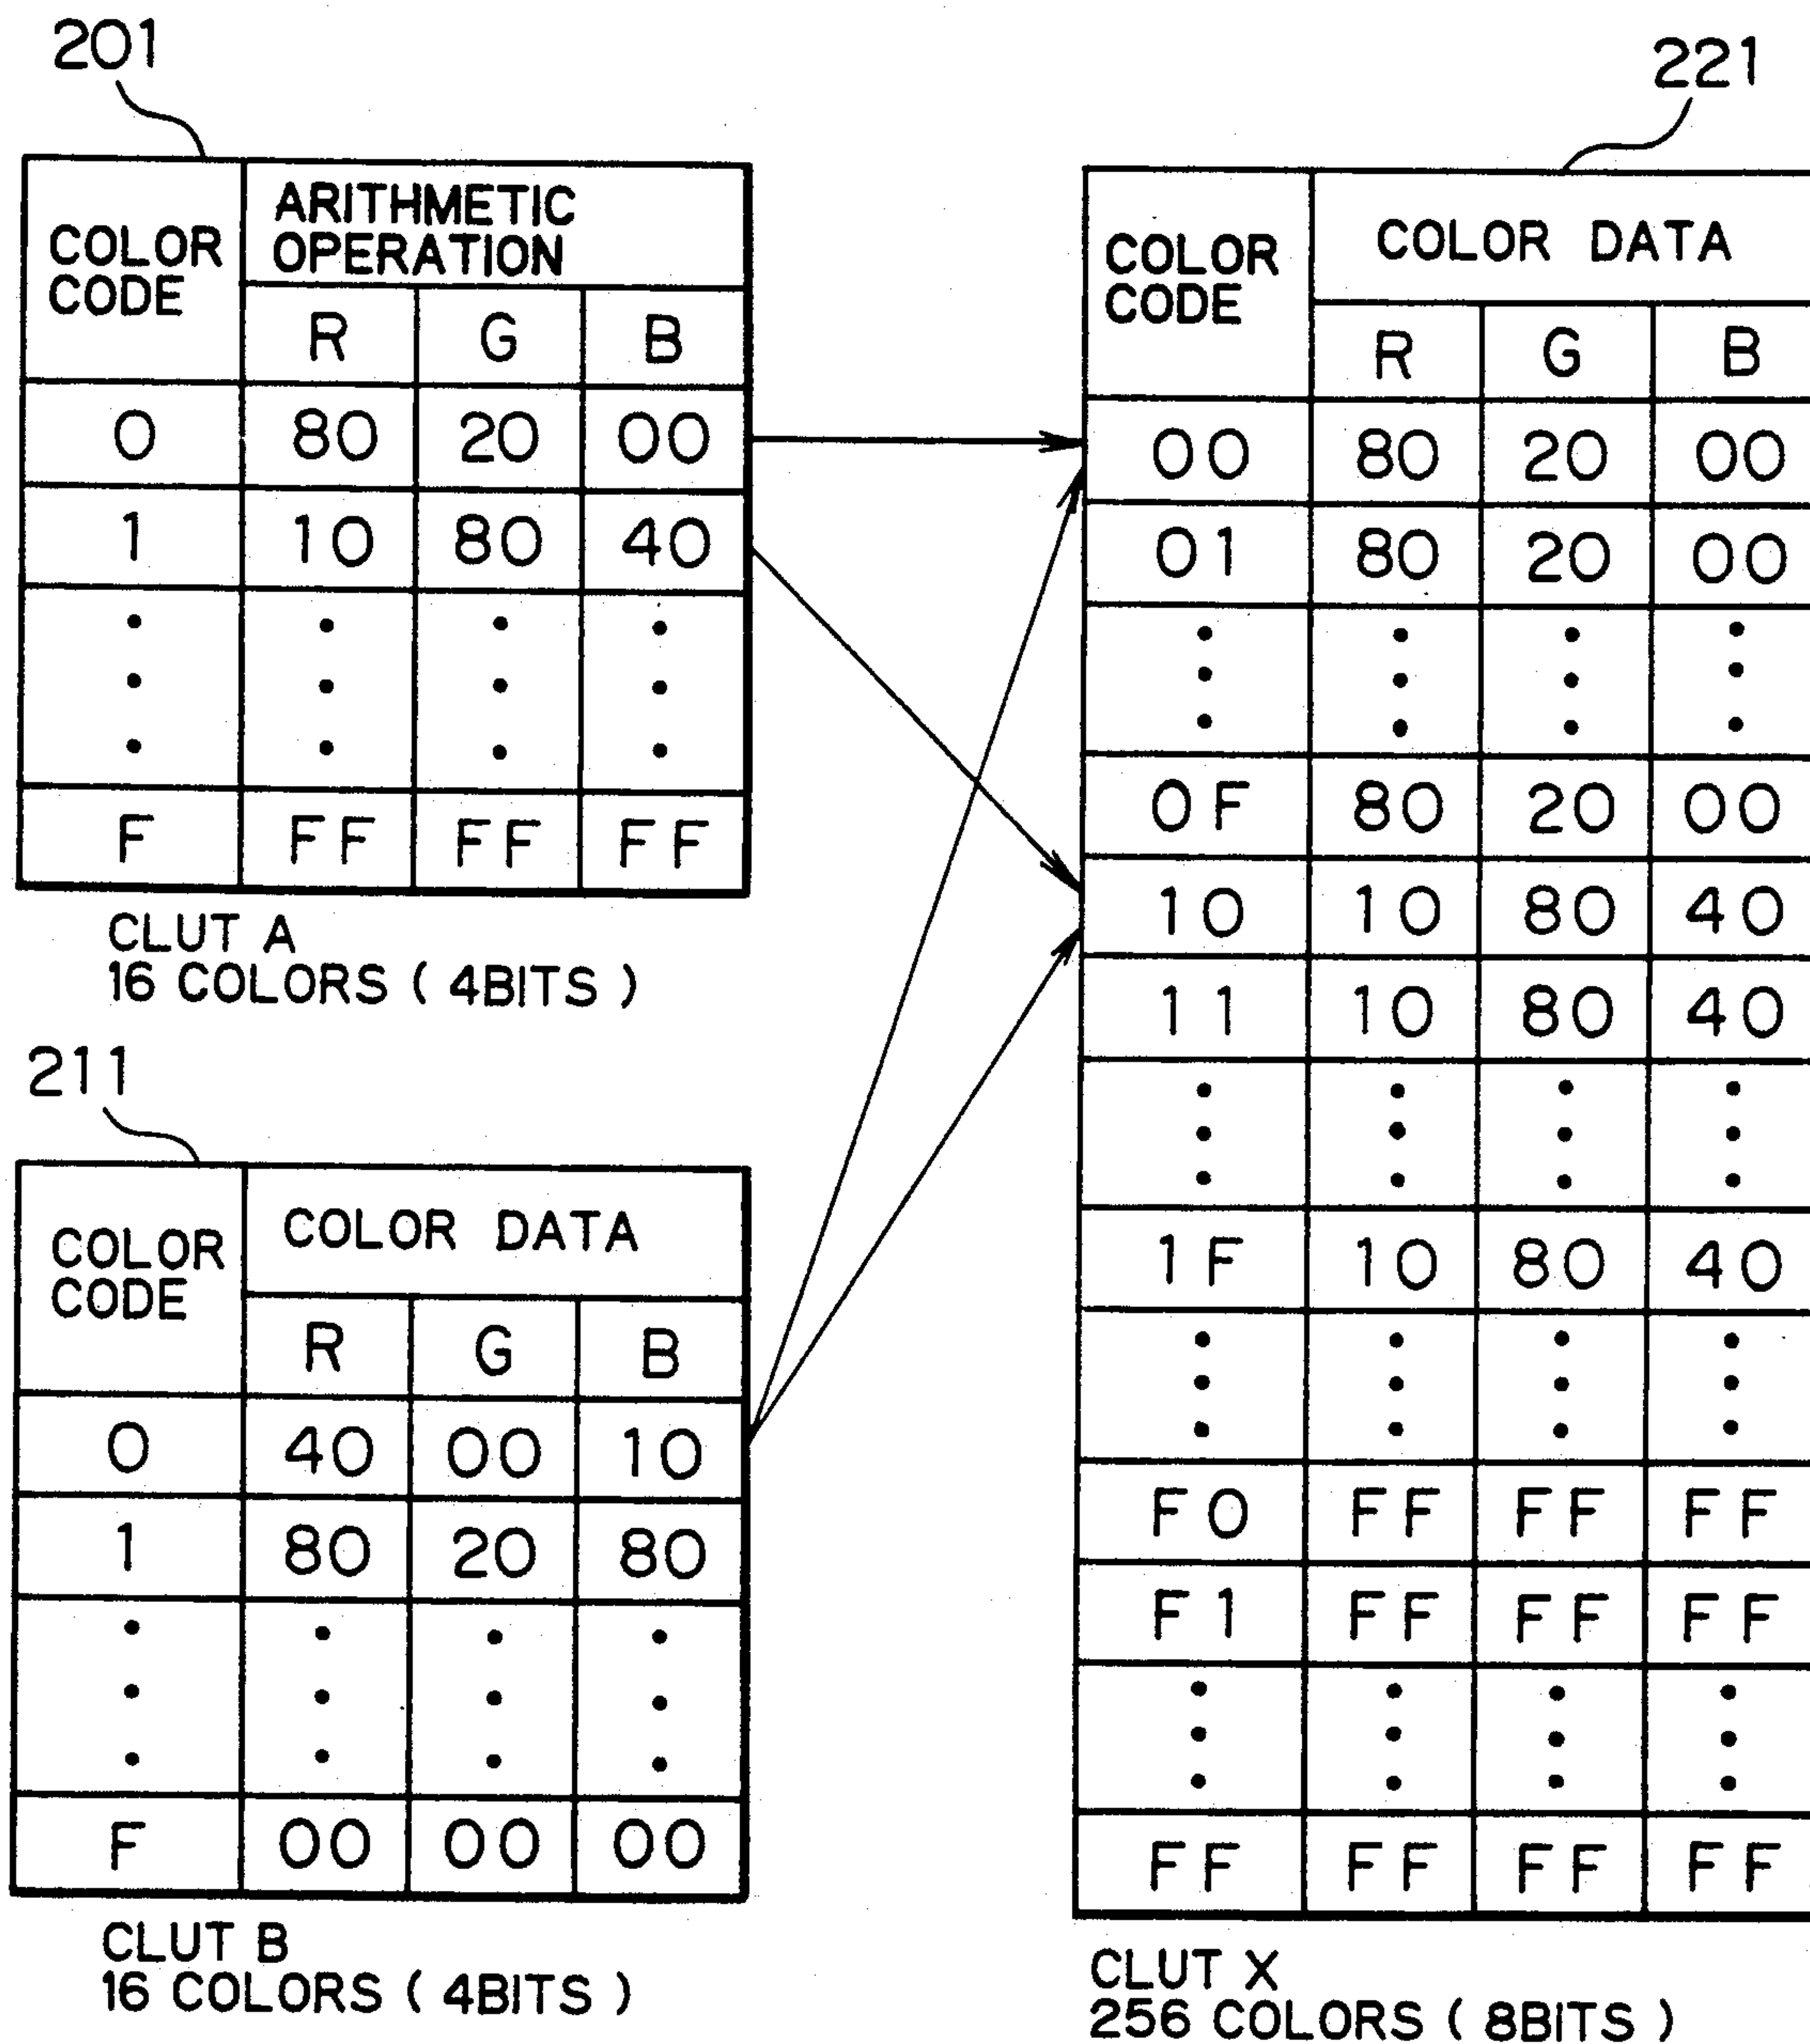 201
COLOR CODE
ARITHMETIC OPERATION
R G B
0 80 20 00
1 10 80 40
F FF FF FF
CLUT A
16 COLORS ( 4BITS )
211
COLOR CODE
COLOR DATA
R G B
0 40 00 10
1 80 20 80
F 00 00 00
CLUT B
16 COLORS ( 4BITS )
221
COLOR CODE
COLOR DATA
R G B
00 80 20 00
01 80 20 00
0F 80 20 00
10 10 80 40
11 10 80 40
1F 10 80 40
F0 FF FF FF
F1 FF FF FF
FF FF FF FF
CLUT X
256 COLORS ( 8BITS )